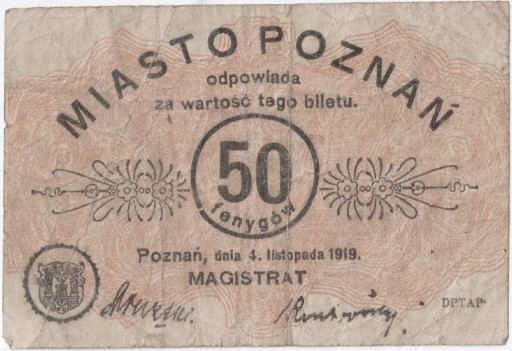 MIASTO POZNAŃ
odpowiada
za wartość tego biletu.
50
fenygów
Poznań, dnia 4. listopada 1919.
MAGISTRAT
DPTAP